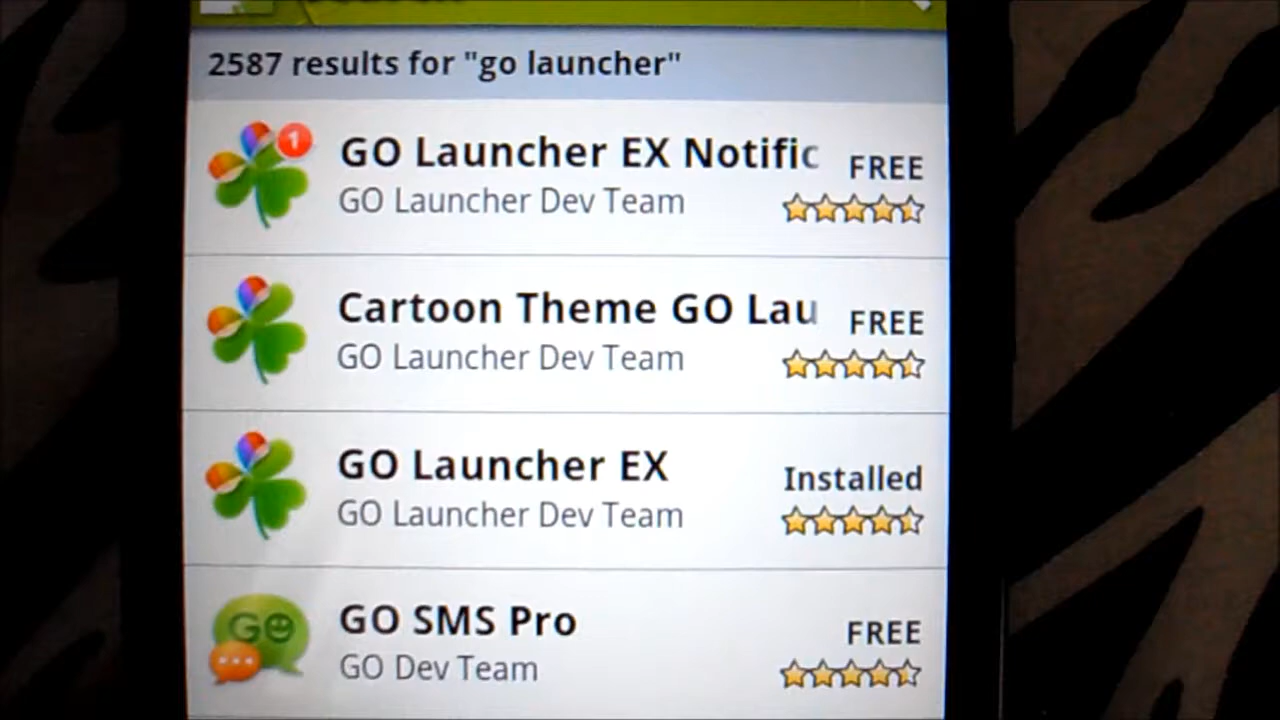 2587 results for "go launcher"
1
GO Launcher EX Notific
FREE
GO Launcher Dev Team
Cartoon Theme GO Lau
FREE
GO Launcher Dev Team
GO Launcher EX
Installed
GO Launcher Dev Team
GO
GO SMS Pro
FREE
GO Dev Team